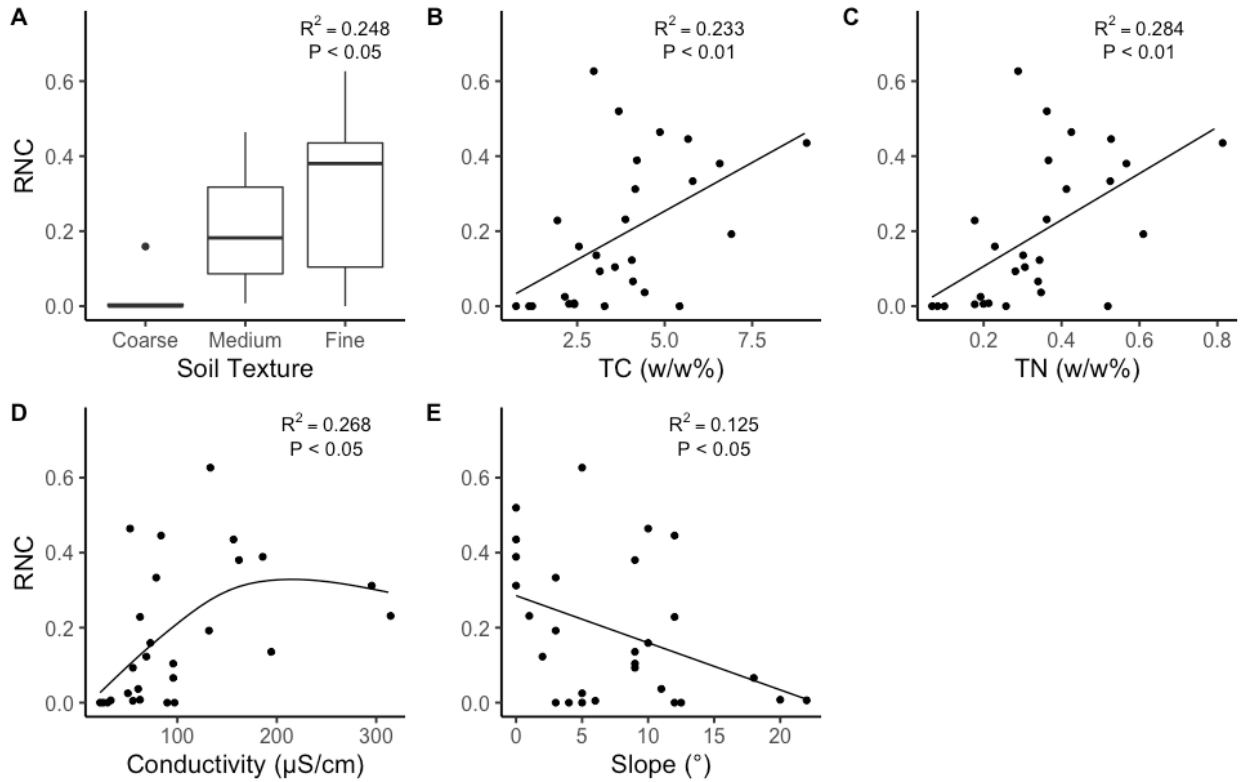 A
R² = 0.248
P < 0.05
RNC
0.6
0.4
0.2
0.0
Coarse Medium Fine
Soil Texture
B
R² = 0.233
P < 0.01
0.6
0.4
0.2
0.0
2.5 5.0 7.5
TC (w/w%)
C
R² = 0.284
P < 0.01
0.6
0.4
0.2
0.0
0.2 0.4 0.6 0.8
TN (w/w%)
D
R² = 0.268
P < 0.05
RNC
0.6
0.4
0.2
0.0
100 200 300
Conductivity (µS/cm)
E
R² = 0.125
P < 0.05
0.6
0.4
0.2
0.0
0 5 10 15 20
Slope (°)